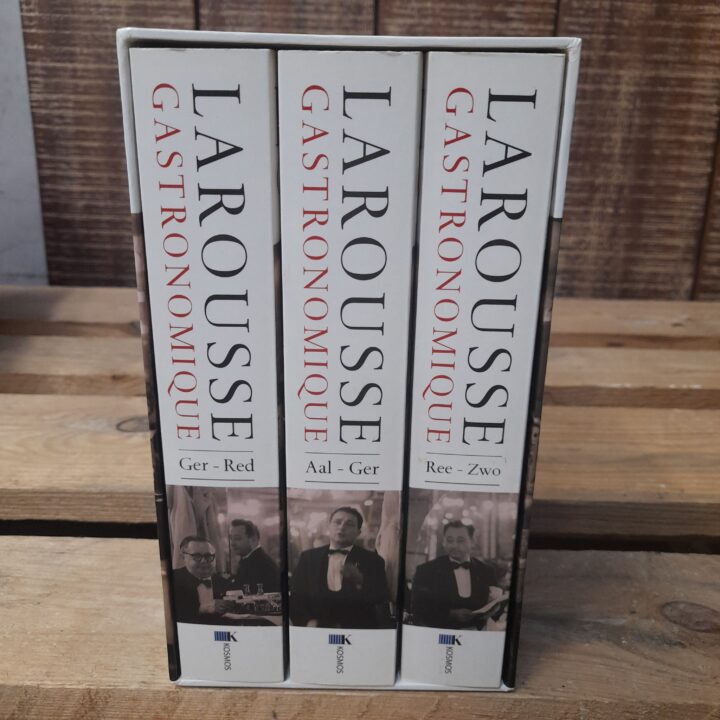 LAROUSSE
GASTRONOMIQUE
Ger - Red
K
KOSMOS
LAROUSSE
GASTRONOMIQUE
Aal - Ger
K
KOSMOS
LAROUSSE
GASTRONOMIQUE
Ree - Zwo
K
KOSMOS